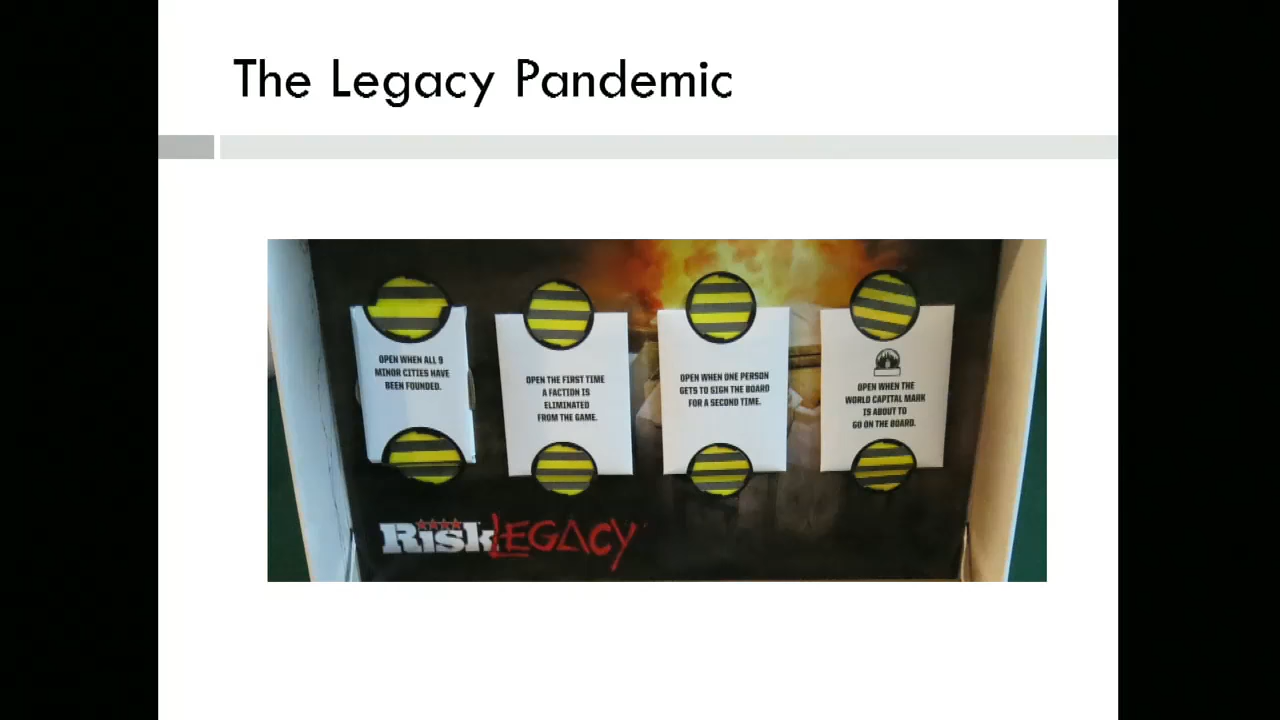 The Legacy Pandemic
OPEN WHEN ALL 9
MINOR CITIES HAVE
BEEN FOUNDED.
OPEN THE FIRST TIME
A FACTION IS
ELIMINATED
FROM THE GAME.
OPEN WHEN ONE PERSON
GETS TO SIGN THE BOARD
FOR A SECOND TIME.
OPEN WHEN THE
WORLD CAPITAL MARK
IS ABOUT TO
GO ON THE BOARD.
RISK LEGACY